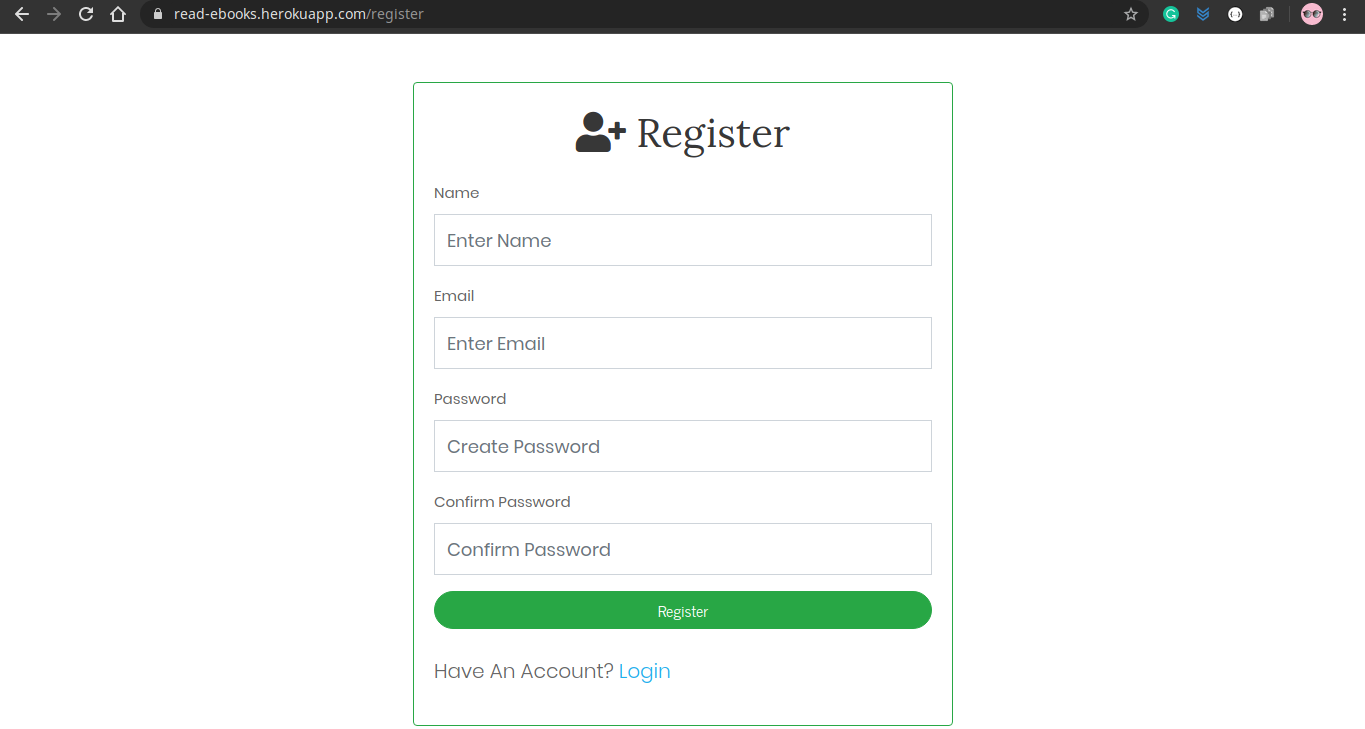 read-ebooks.herokuapp.com/register
Register
Name
Enter Name
Email
Enter Email
Password
Create Password
Confirm Password
Confirm Password
Register
Have An Account? Login